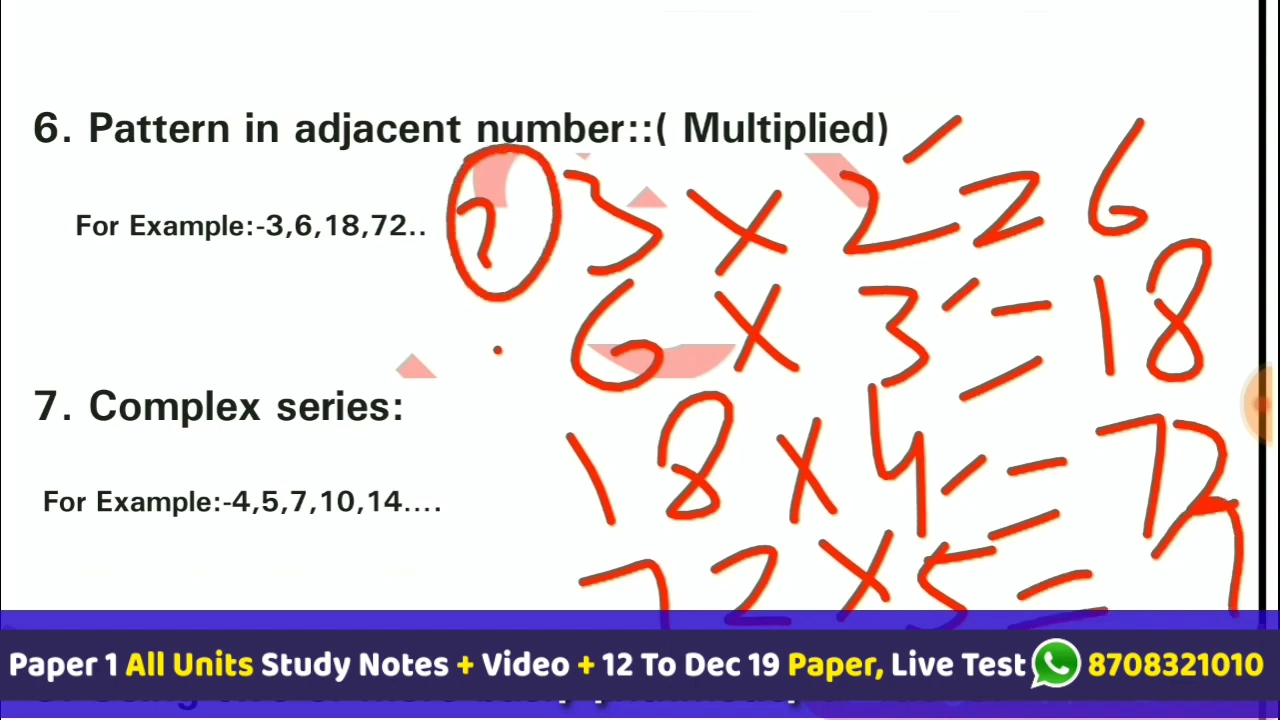 6. Pattern in adjacent number::( Multiplied)
For Example:-3,6,18,72..
? 3 × 2 = 6
6 × 3 = 18
18 × 4 = 72
72 × 5 = ?
7. Complex series:
For Example:-4,5,7,10,14....
Paper 1 All Units Study Notes + Video + 12 To Dec 19 Paper, Live Test 8708321010